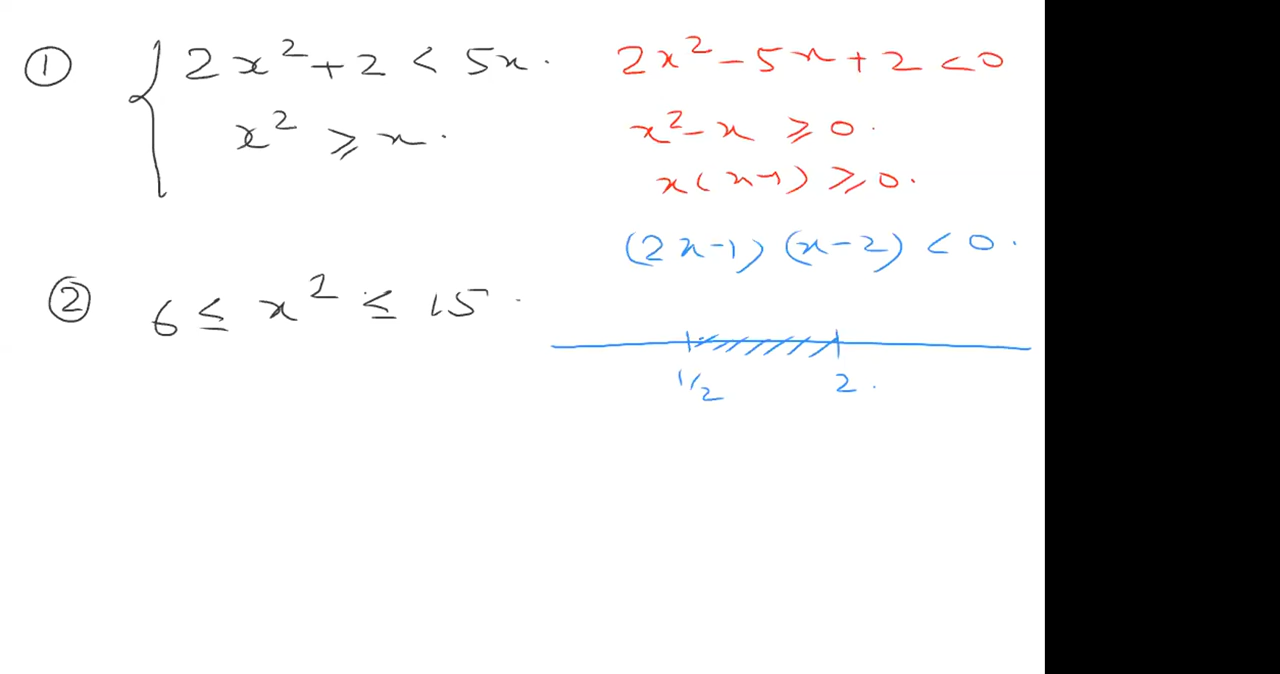 ① { 2x² + 2 < 5x.
x² ⩾ x.
2x² - 5x + 2 < 0
x² - x ⩾ 0.
x(x-1) ⩾ 0.
(2x-1) (x-2) < 0.
② 6 ≤ x² ≤ 15.
1/2 2.